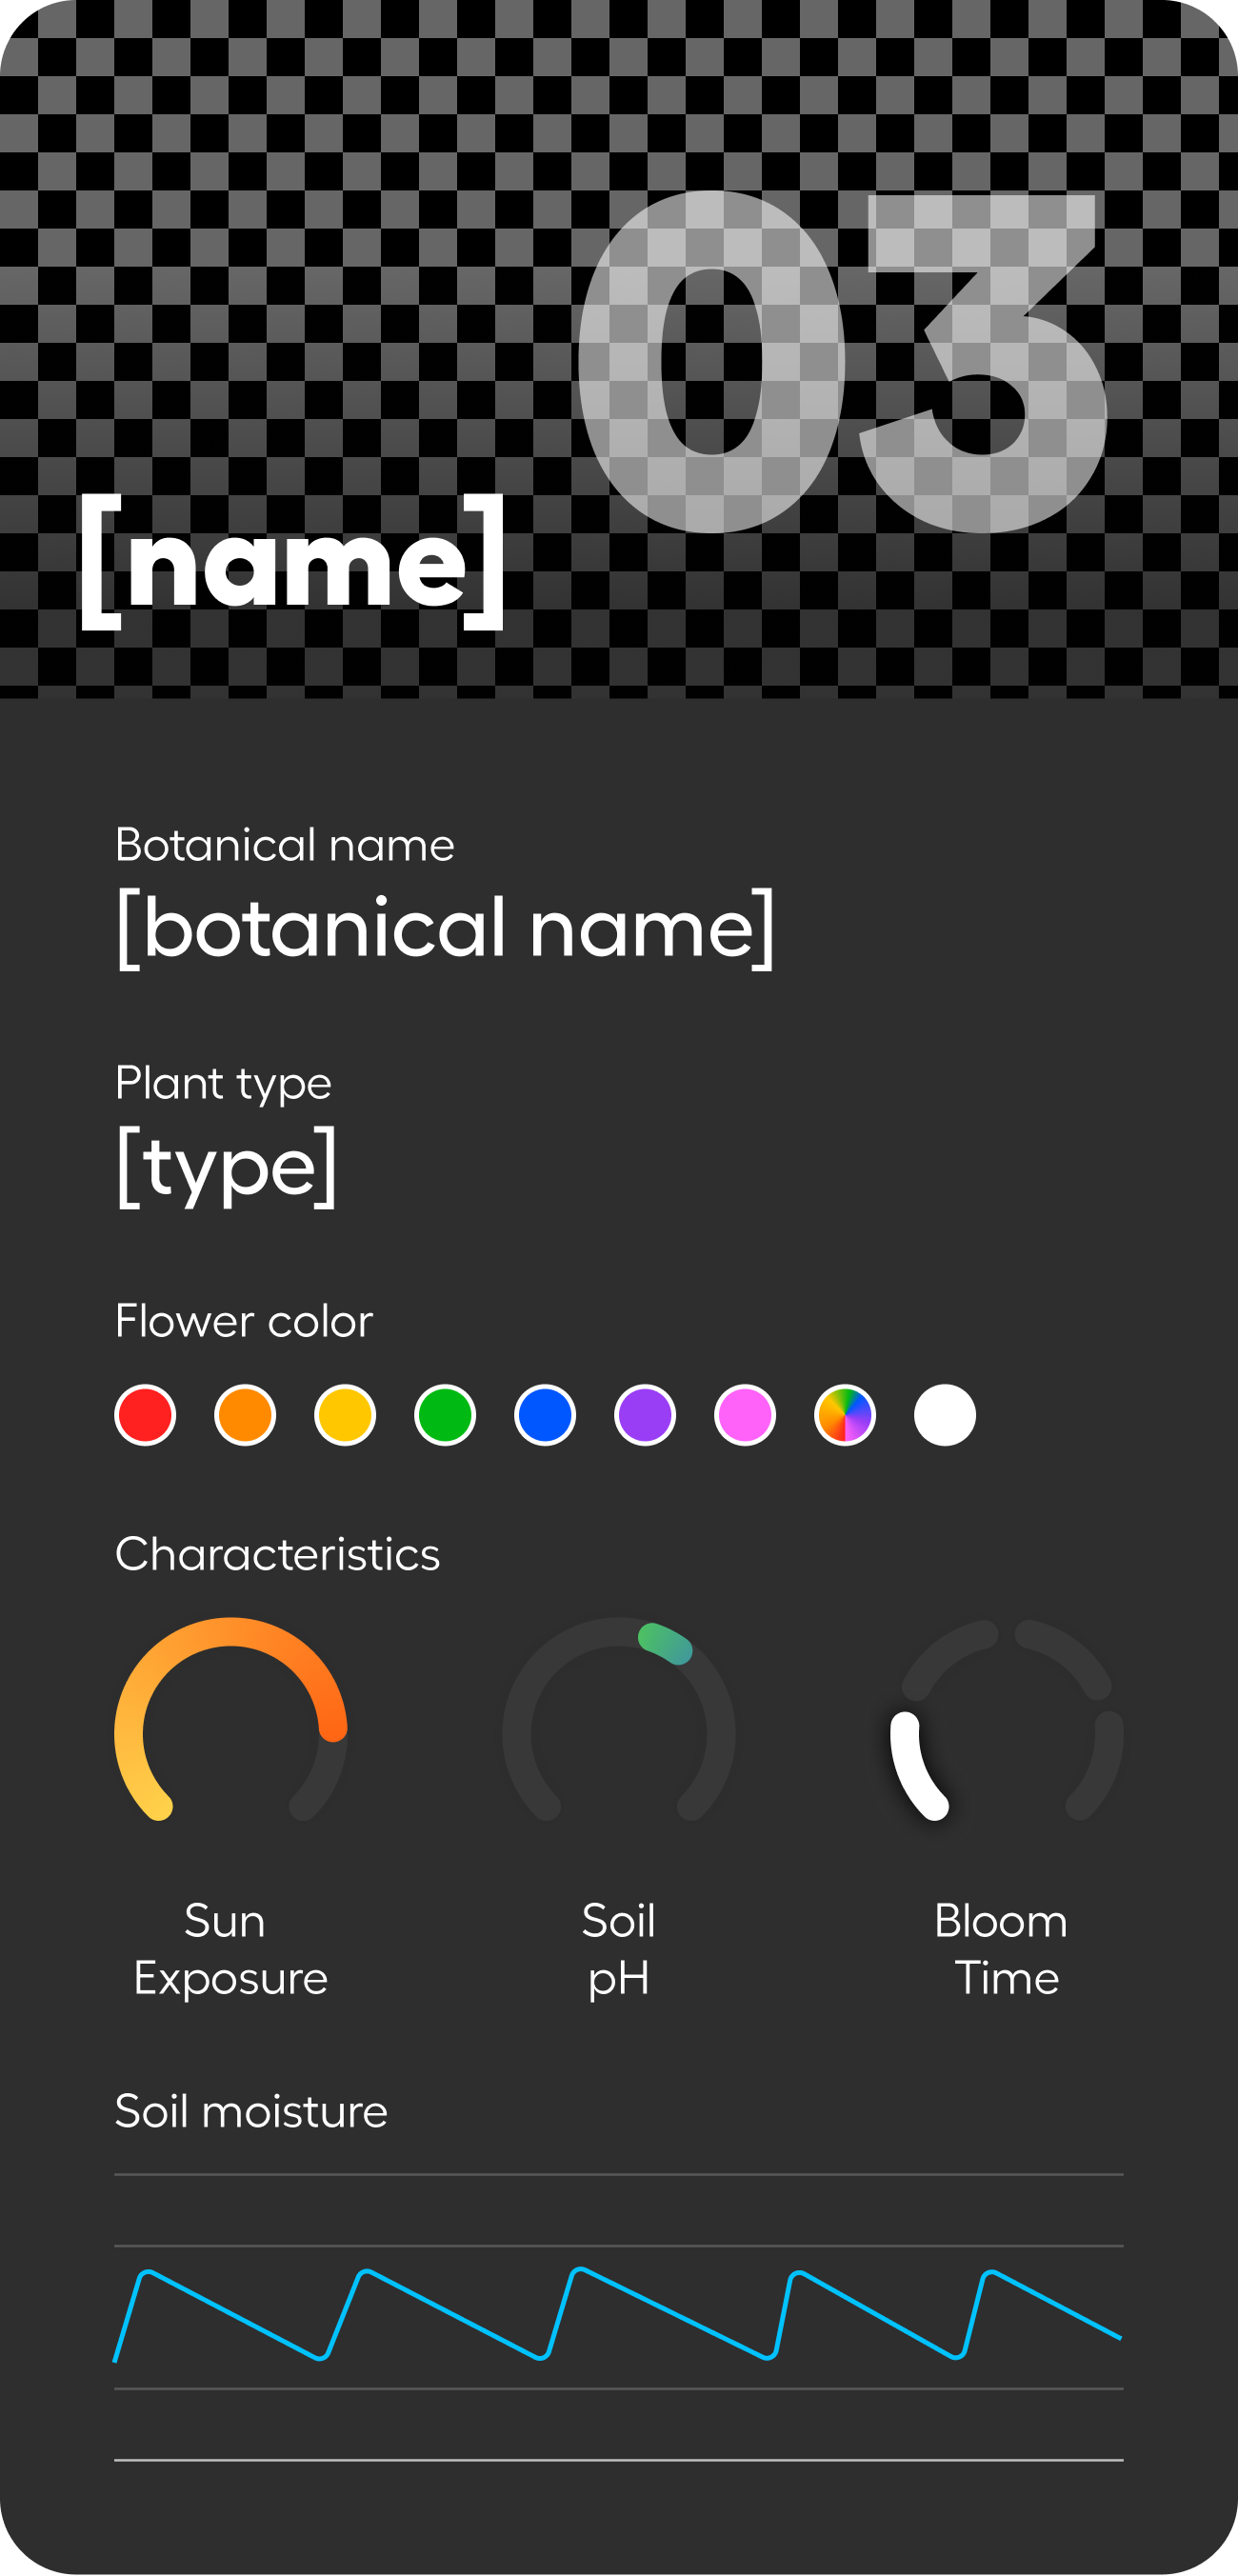 03
[name]
Botanical name
[botanical name]
Plant type
[type]
Flower color
Characteristics
Sun
Exposure
Soil
pH
Bloom
Time
Soil moisture